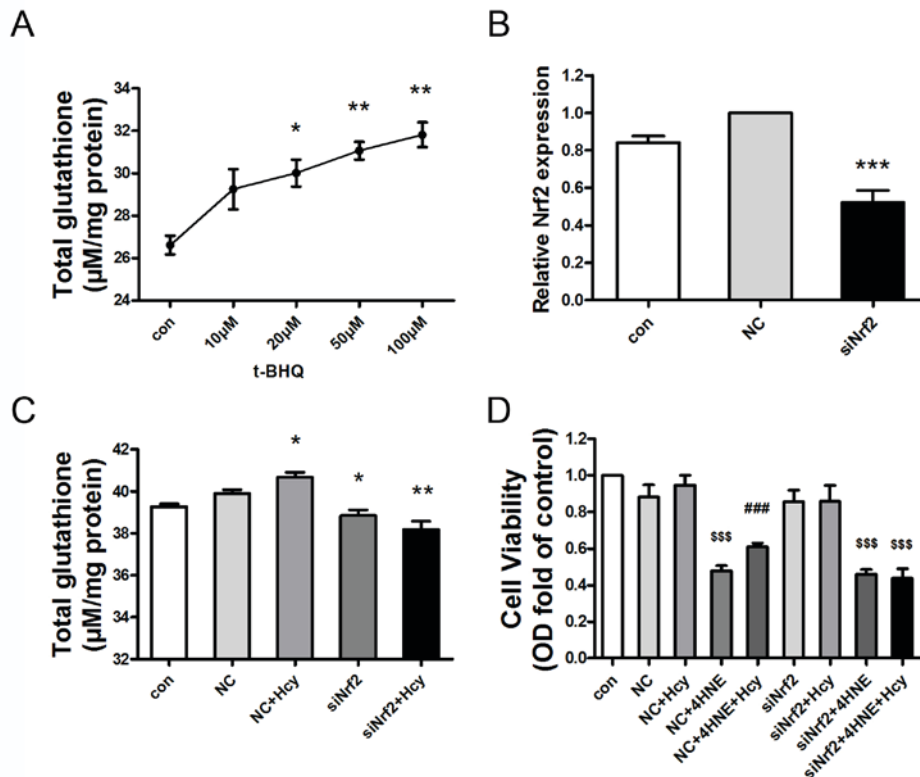 A
Total glutathione
(µM/mg protein)
34
32
30
28
26
24
*
**
**
con
10µM
20µM
50µM
100µM
t-BHQ
B
Relative Nrf2 expression
1.2
1.0
0.8
0.6
0.4
0.2
0.0
***
con
NC
siNrf2
C
Total glutathione
(µM/mg protein)
42
40
38
36
34
32
*
*
**
con
NC
NC+Hcy
siNrf2
siNrf2+Hcy
D
Cell Viability
(OD fold of control)
1.2
1.0
0.8
0.6
0.4
0.2
0.0
$$$
###
$$$
$$$
con
NC
NC+Hcy
NC+4HNE
NC+4HNE+Hcy
siNrf2
siNrf2+Hcy
siNrf2+4HNE
siNrf2+4HNE+Hcy